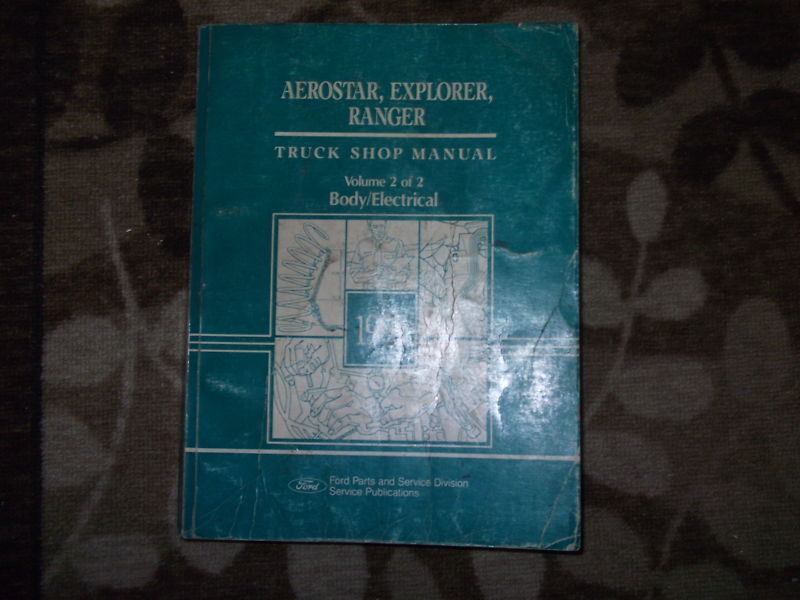 AEROSTAR, EXPLORER,
RANGER
TRUCK SHOP MANUAL
Volume 2 of 2
Body/Electrical
Ford
Ford Parts and Service Division
Service Publications